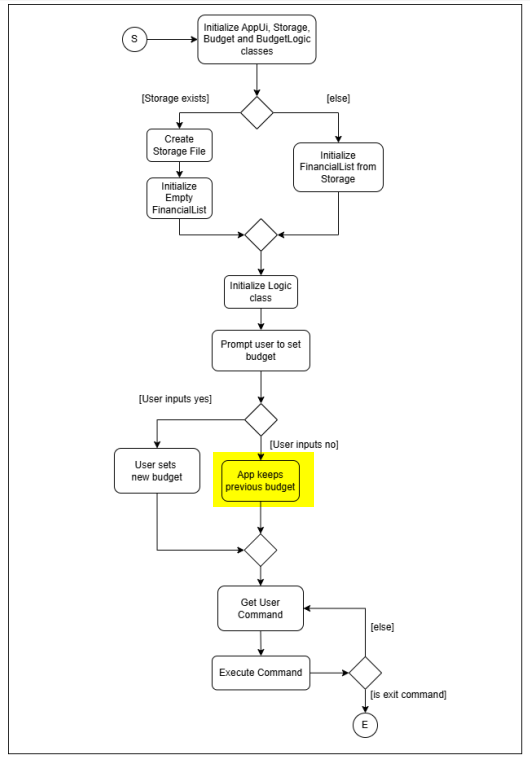 S
Initialize AppUi, Storage,
Budget and BudgetLogic
classes
[Storage exists]
[else]
Create
Storage File
Initialize
FinancialList from
Storage
Initialize
Empty
FinancialList
Initialize Logic
class
Prompt user to set
budget
[User inputs yes]
[User inputs no]
User sets
new budget
App keeps
previous budget
Get User
Command
[else]
Execute Command
[is exit command]
E